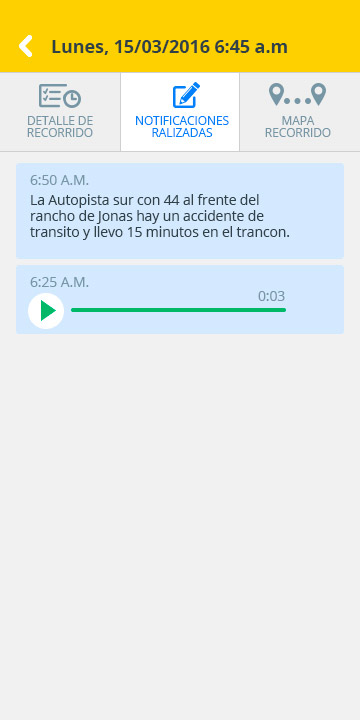 Lunes, 15/03/2016 6:45 a.m
DETALLE DE
RECORRIDO
NOTIFICACIONES
RALIZADAS
MAPA
RECORRIDO
6:50 A.M.
La Autopista sur con 44 al frente del
rancho de Jonas hay un accidente de
transito y llevo 15 minutos en el trancon.
6:25 A.M.
0:03